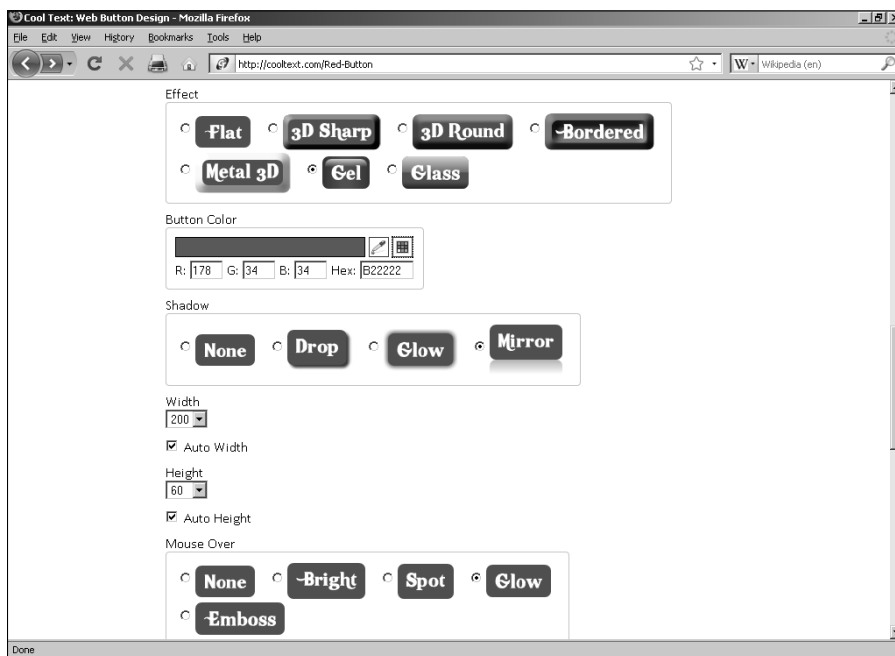 Cool Text: Web Button Design - Mozilla Firefox
File Edit View History Bookmarks Tools Help
http://cooltext.com/Red-Button W Wikipedia (en)
Effect
Flat 3D Sharp 3D Round Bordered
Metal 3D Gel Glass
Button Color
R: 178 G: 34 B: 34 Hex: B22222
Shadow
None Drop Glow Mirror
Width
200
Auto Width
Height
60
Auto Height
Mouse Over
None Bright Spot Glow
Emboss
Done